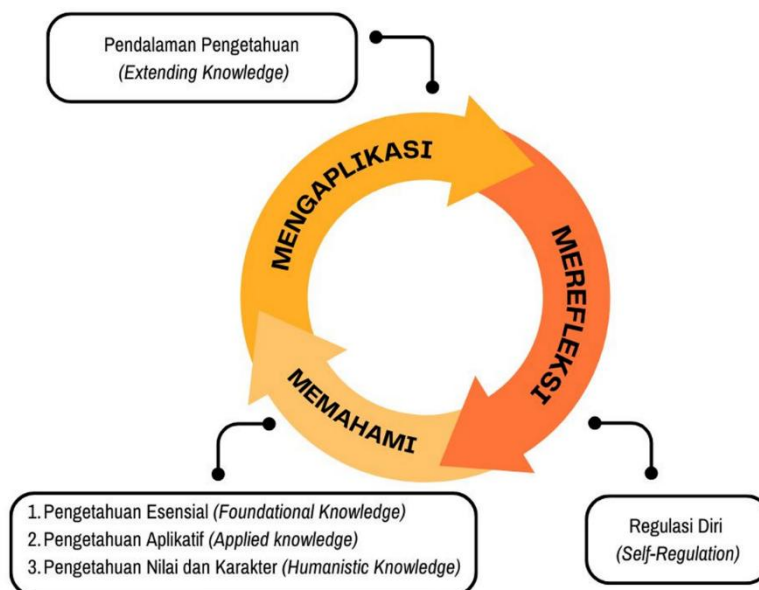 Pendalaman Pengetahuan
(Extending Knowledge)
MENGAPLIKASI
MEREFLEKSI
MEMAHAMI
1. Pengetahuan Esensial (Foundational Knowledge)
2. Pengetahuan Aplikatif (Applied knowledge)
3. Pengetahuan Nilai dan Karakter (Humanistic Knowledge)
Regulasi Diri
(Self-Regulation)